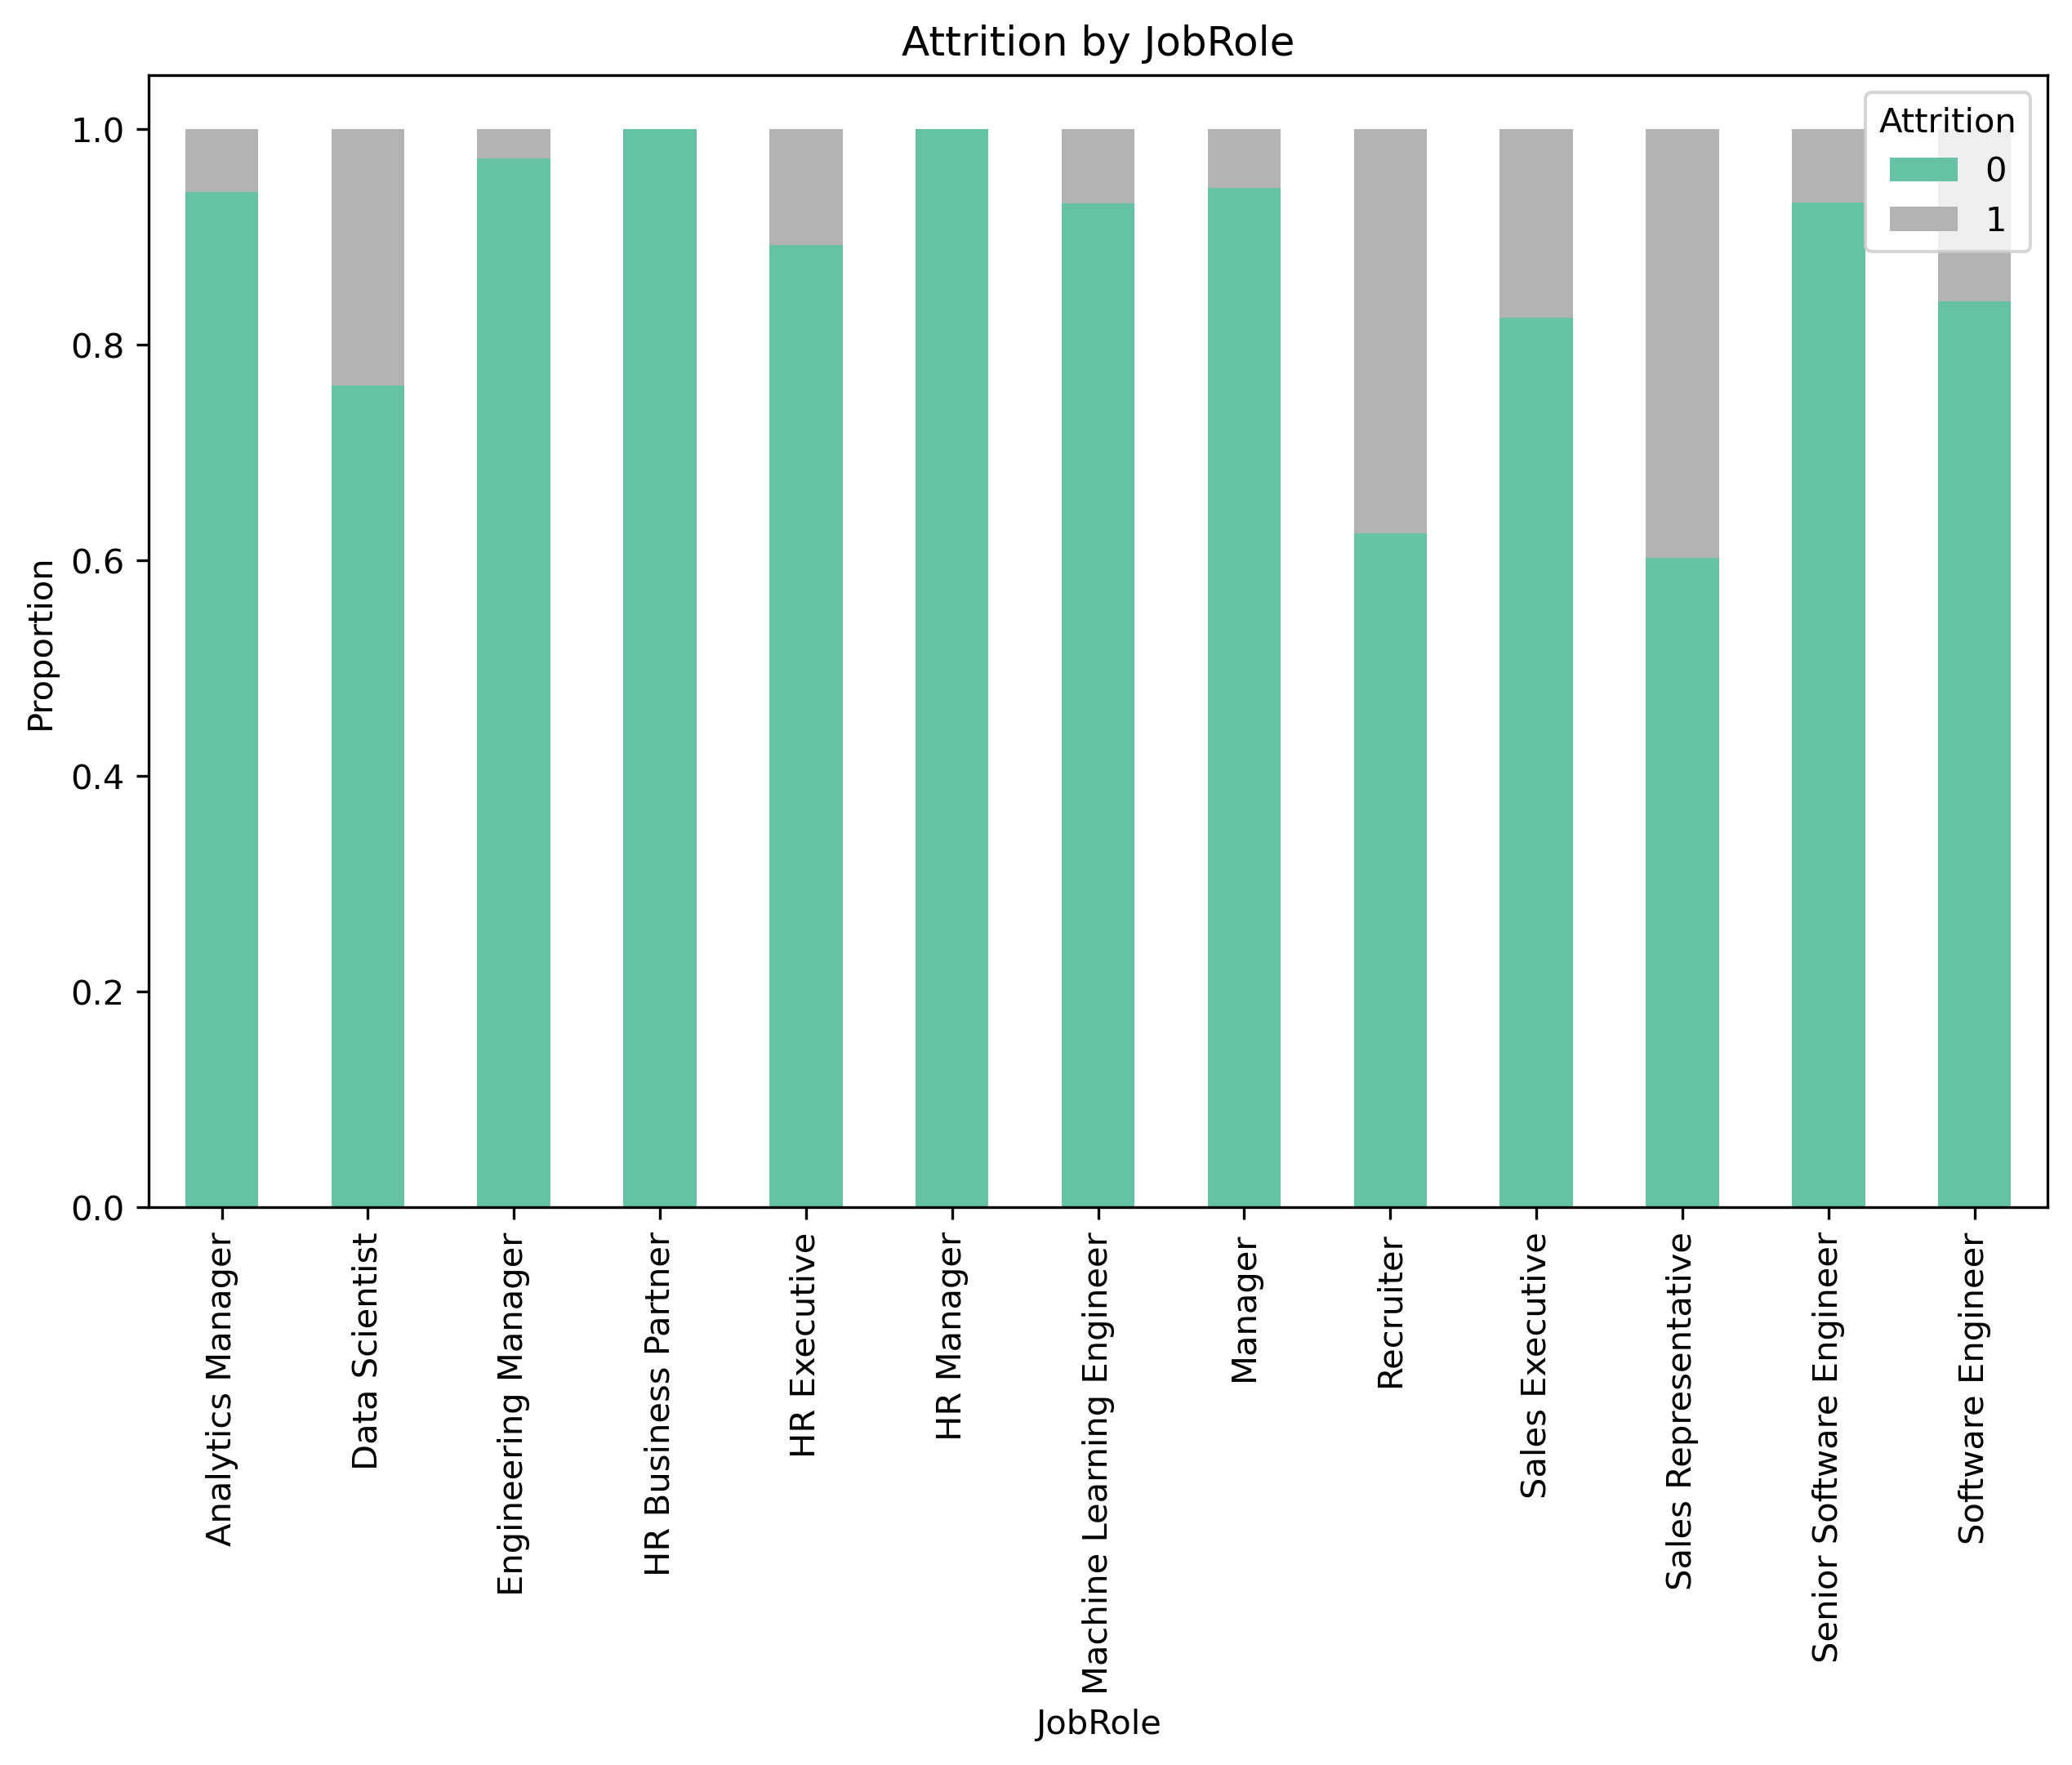 Attrition by JobRole
Attrition
0
1
Proportion
1.0
0.8
0.6
0.4
0.2
0.0
Analytics Manager
Data Scientist
Engineering Manager
HR Business Partner
HR Executive
HR Manager
Machine Learning Engineer
Manager
Recruiter
Sales Executive
Sales Representative
Senior Software Engineer
Software Engineer
JobRole